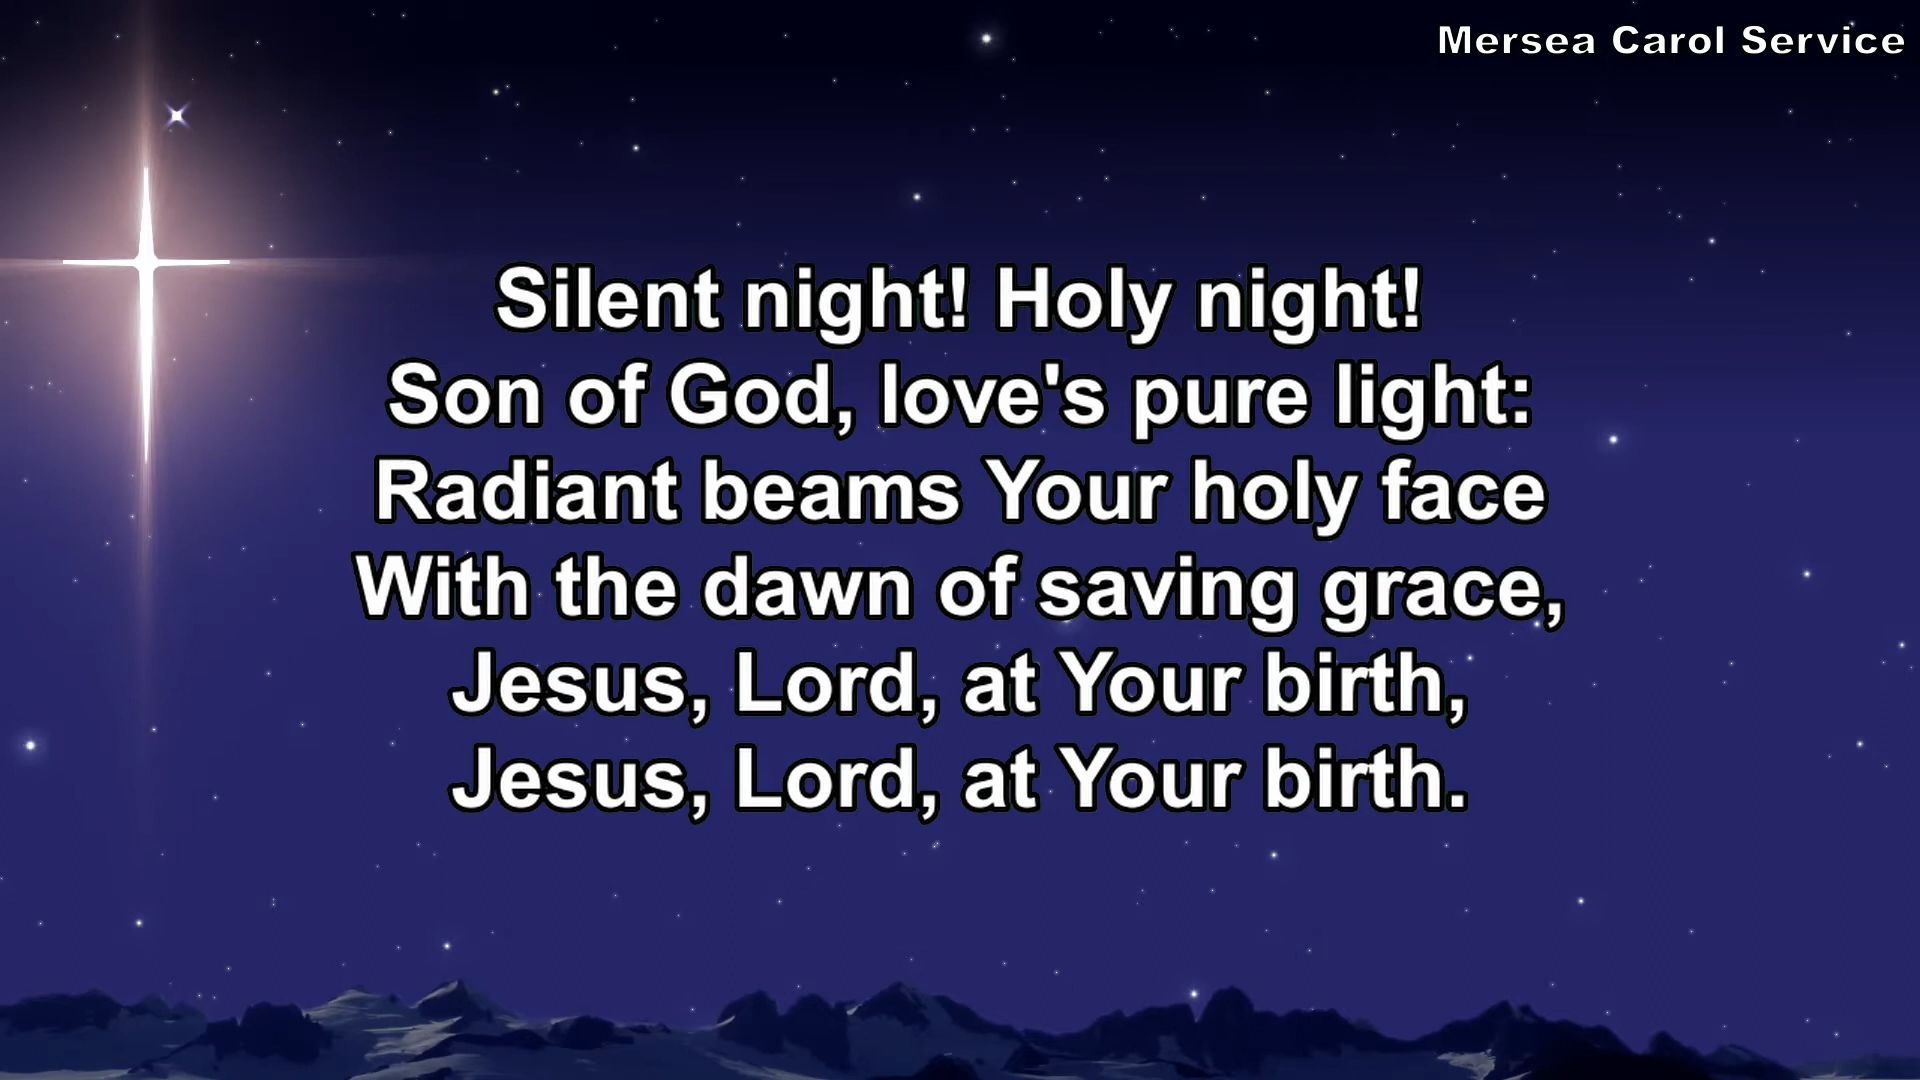 Mersea Carol Service
Silent night! Holy night!
Son of God, love's pure light:
Radiant beams Your holy face
With the dawn of saving grace,
Jesus, Lord, at Your birth,
Jesus, Lord, at Your birth.